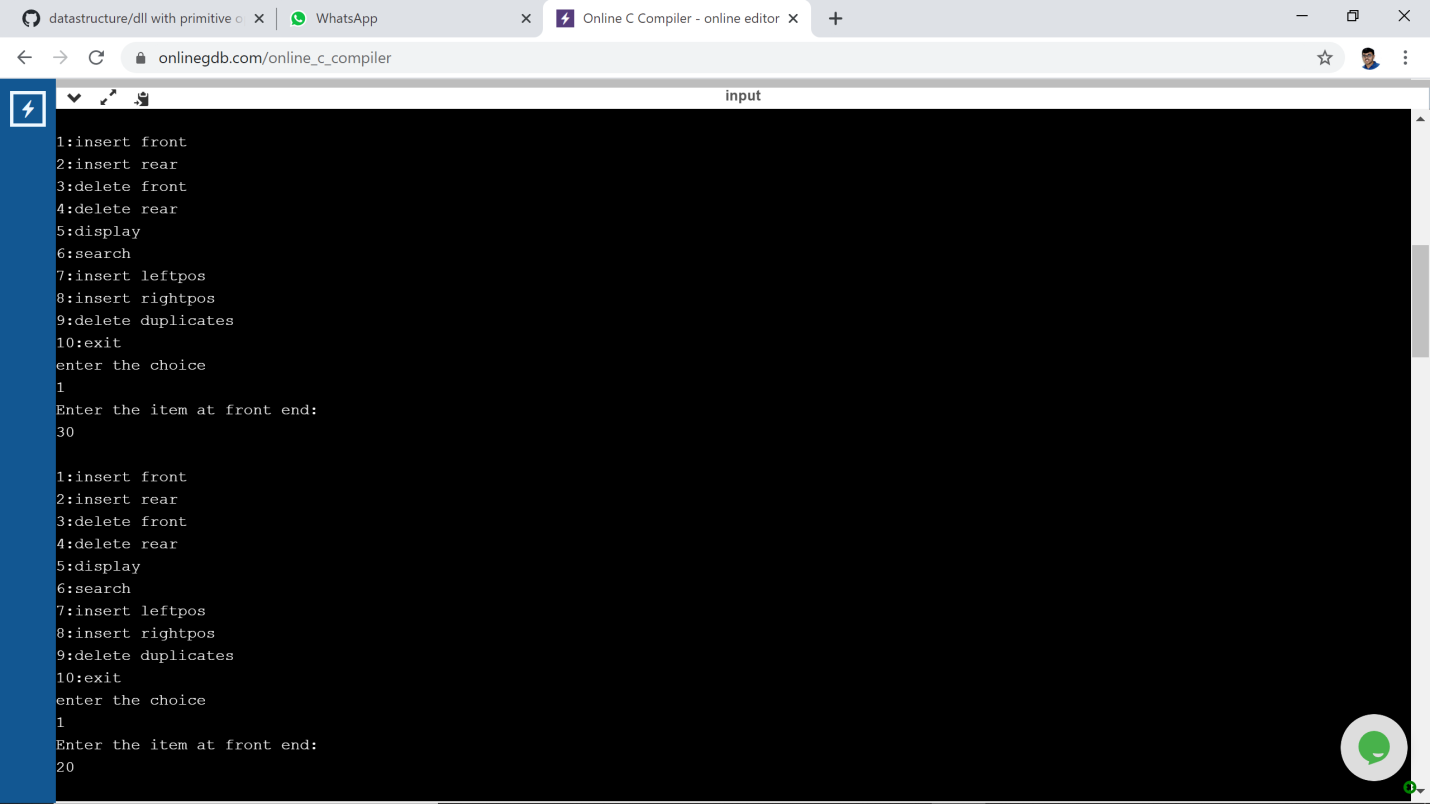 datastructure/dll with primitive o
WhatsApp
Online C Compiler - online editor
onlinegdb.com/online_c_compiler
input
1:insert front
2:insert rear
3:delete front
4:delete rear
5:display
6:search
7:insert leftpos
8:insert rightpos
9:delete duplicates
10:exit
enter the choice
1
Enter the item at front end:
30
1:insert front
2:insert rear
3:delete front
4:delete rear
5:display
6:search
7:insert leftpos
8:insert rightpos
9:delete duplicates
10:exit
enter the choice
1
Enter the item at front end:
20